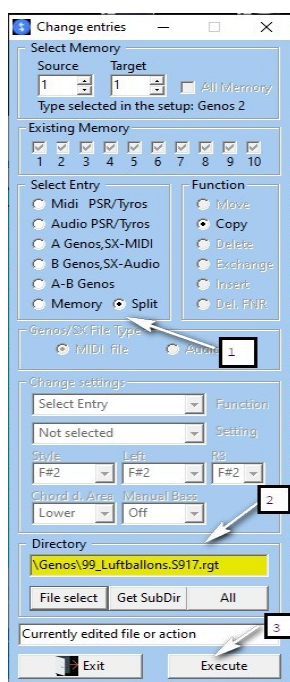 Change entries
Select Memory
Source Target
1 1 All Memory
Type selected in the setup: Genos 2
Existing Memory
1 2 3 4 5 6 7 8 9 10
Select Entry Function
Midi PSR/Tyros Move
Audio PSR/Tyros Copy
A Genos,SX-MIDI Delete
B Genos,SX-Audio Exchange
A-B Genos Insert
Memory Split Del. FNR
1
Genos/SX File Type
MIDI file
Change settings
Select Entry Function
Not selected Setting
Style Left R3
F#2 F#2 F#2
Chord d. Area Manual Bass
2
Lower Off
Directory
\Genos\99_Luftballons.S917.rgt
File select Get SubDir All
3
Currently edited file or action
Exit Execute